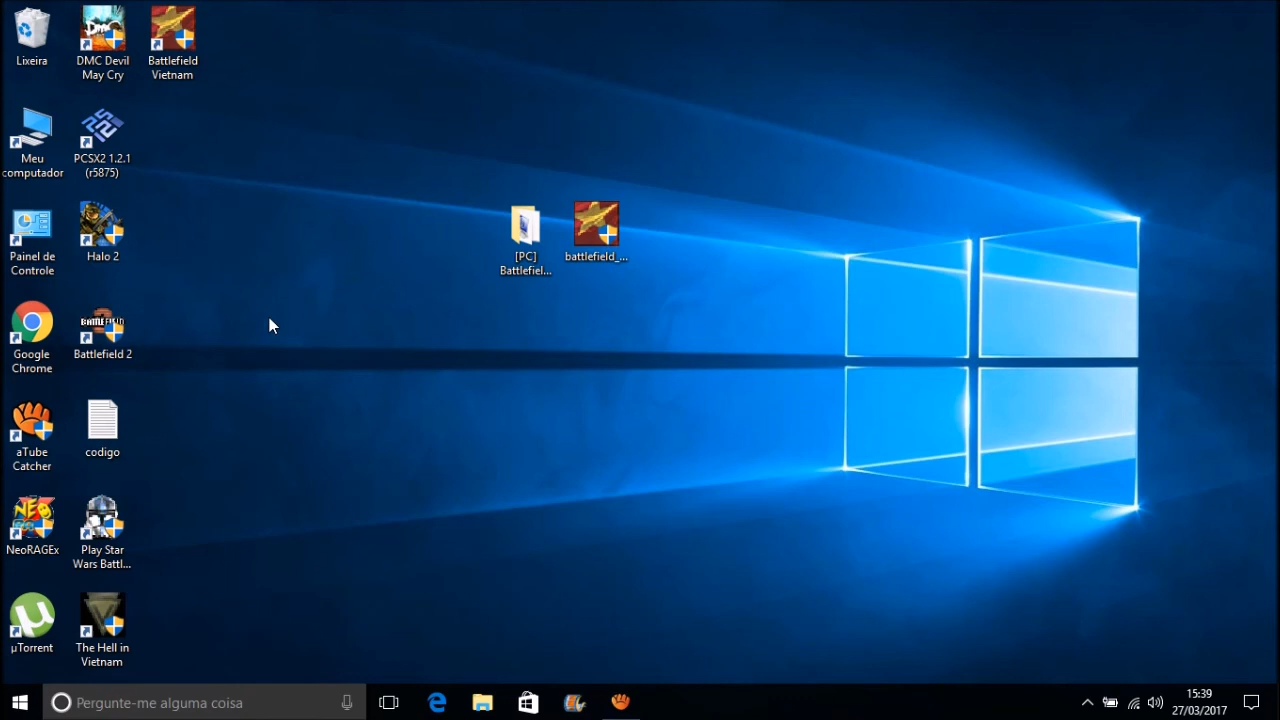 Lixeira
DMC Devil
May Cry
Battlefield
Vietnam
Meu
computador
PCSX2 1.2.1
(r5875)
Painel de
Controle
Halo 2
[PC]
Battlefiel...
battlefield_...
Google
Chrome
Battlefield 2
aTube
Catcher
codigo
NeoRAGEx
Play Star
Wars Battl...
µTorrent
The Hell in
Vietnam
Pergunte-me alguma coisa
15:39
27/03/2017